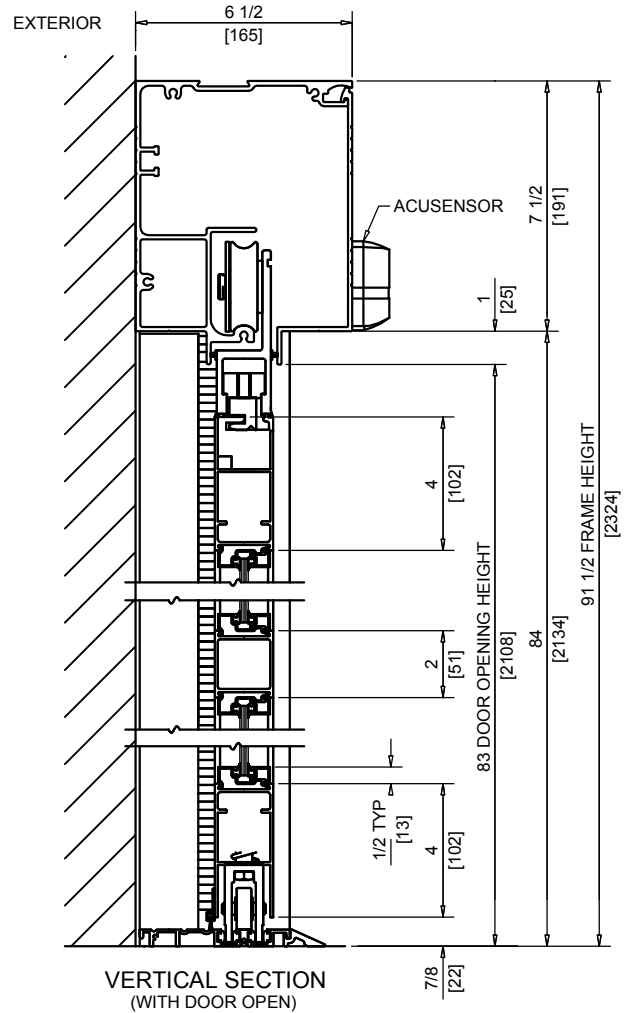 EXTERIOR
6 1/2
[165]
ACUSENSOR
7 1/2
[191]
1
[25]
4
[102]
91 1/2 FRAME HEIGHT
[2324]
83 DOOR OPENING HEIGHT
[2108]
84
[2134]
2
[51]
1/2 TYP
[13]
4
[102]
7/8
[22]
VERTICAL SECTION
(WITH DOOR OPEN)